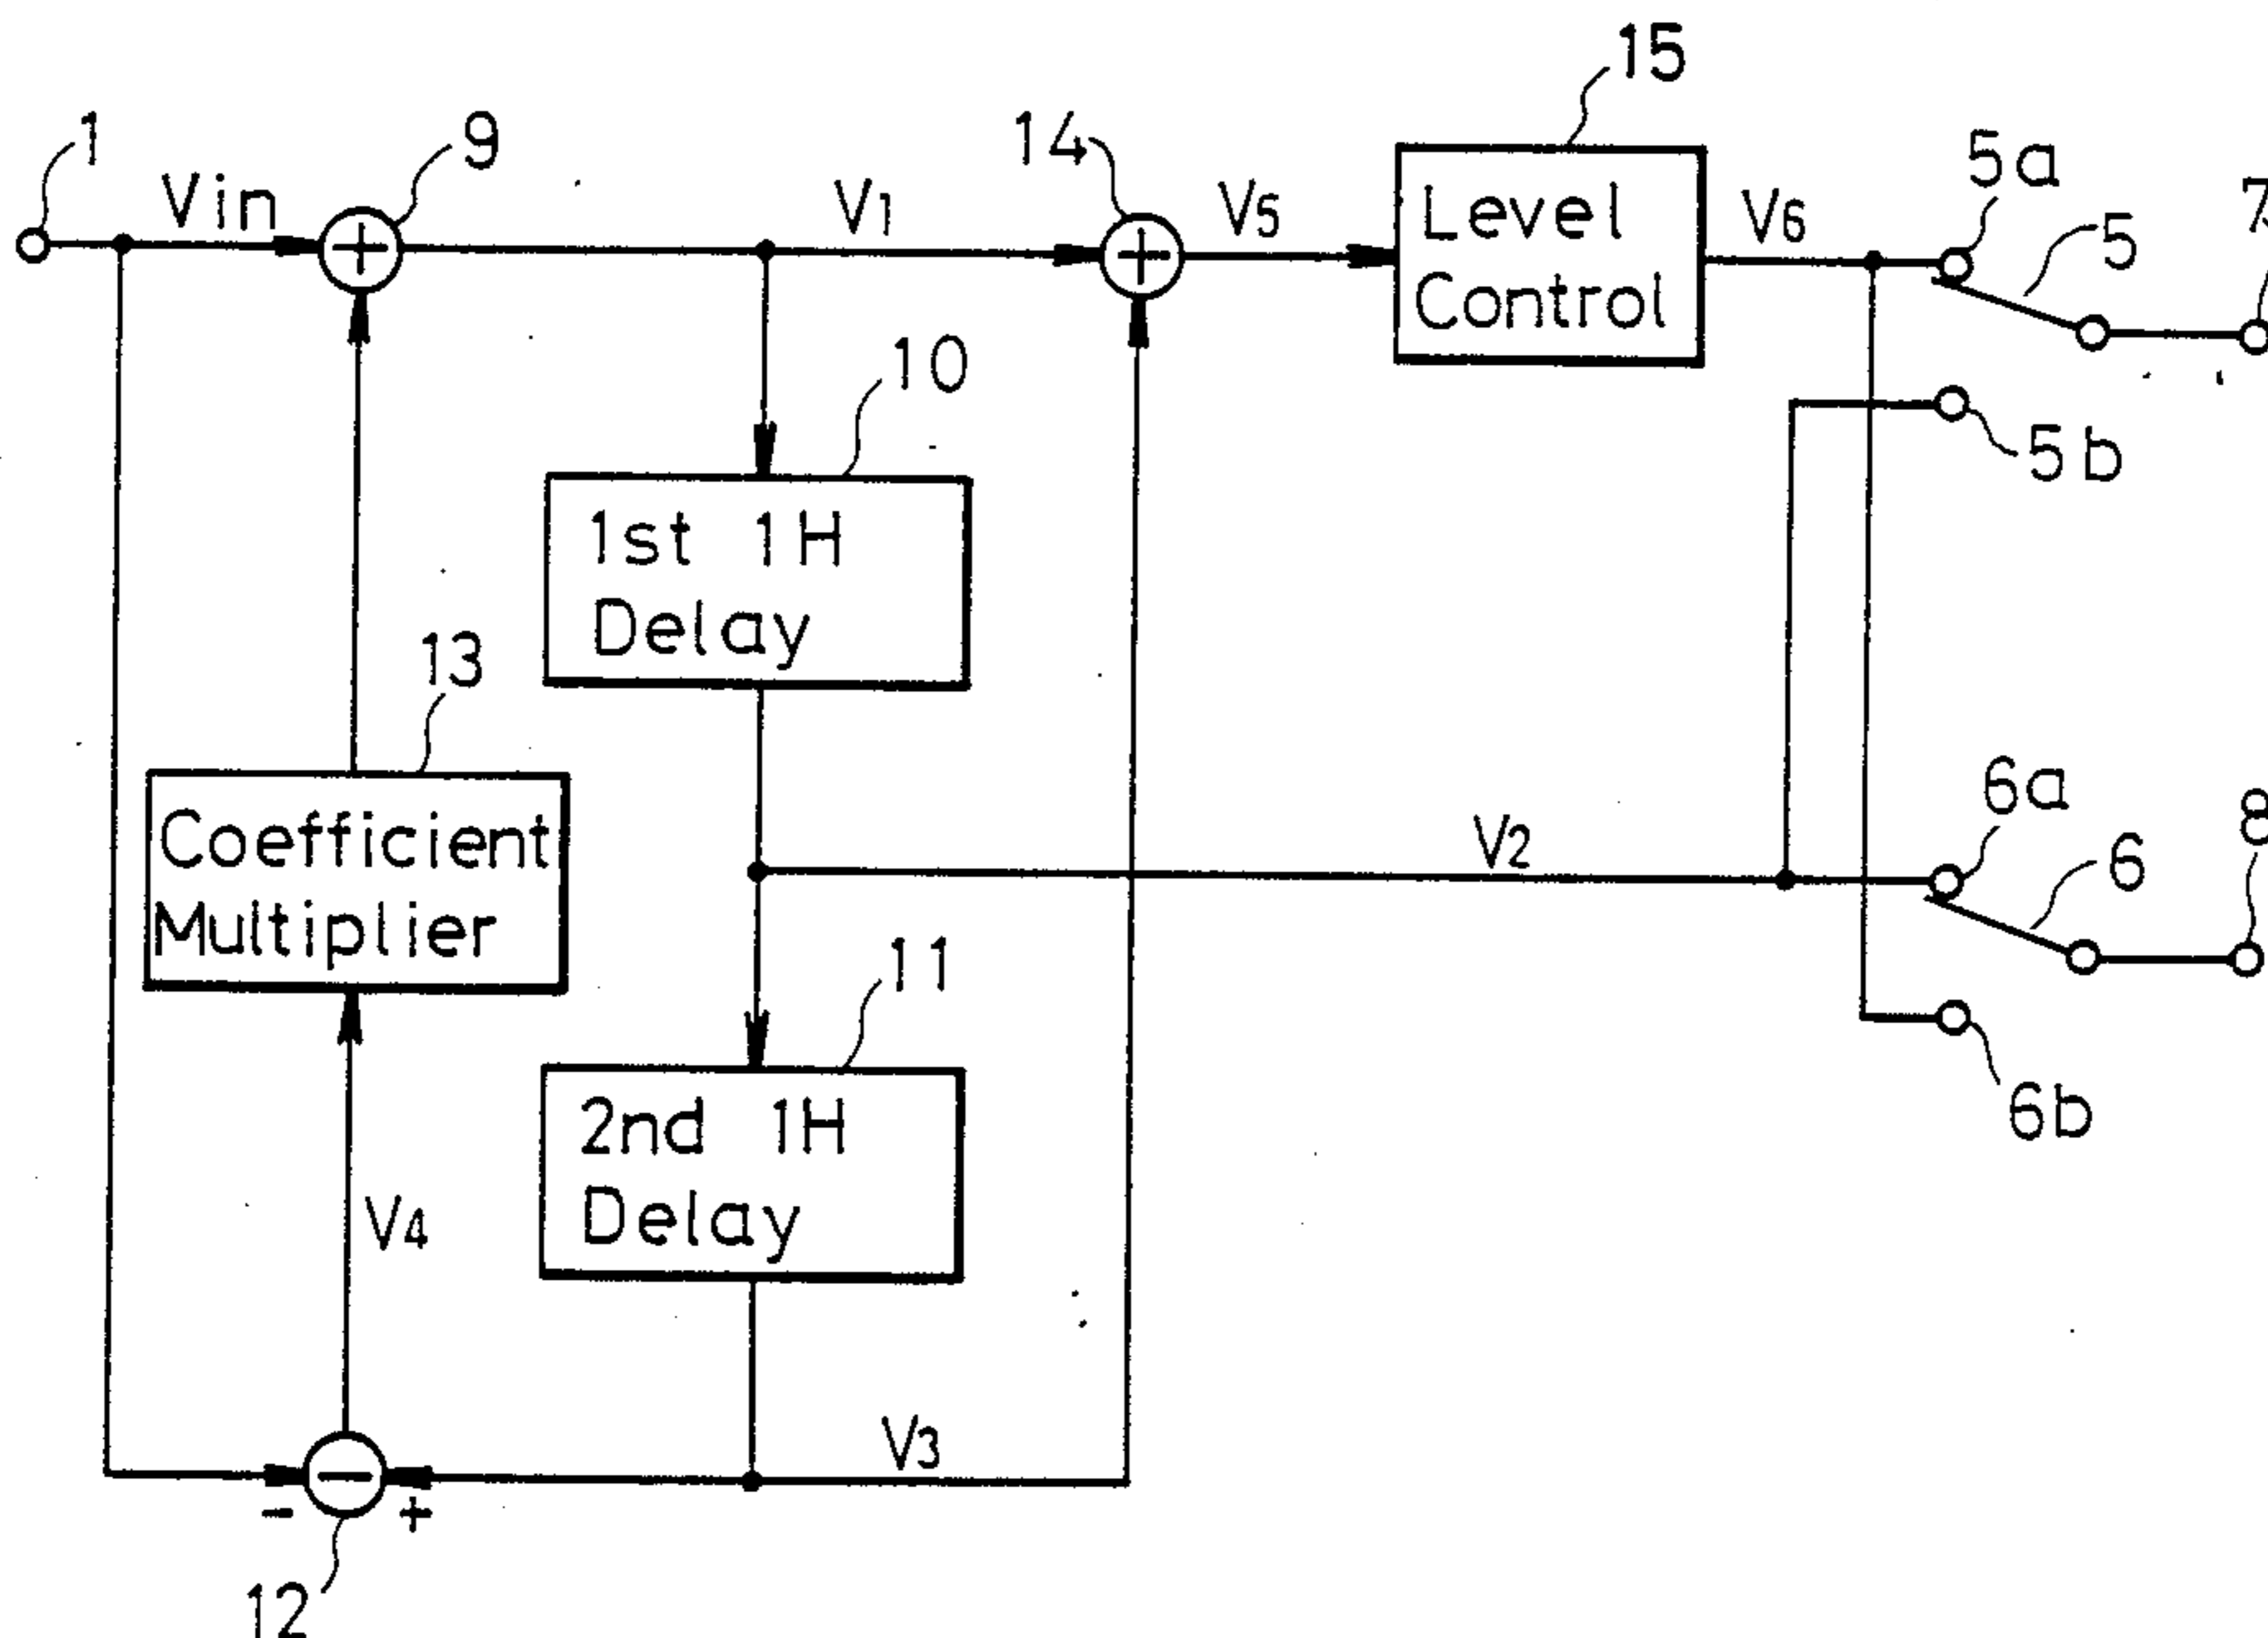 15
1
9
14
5a
7
Vin
V1
V5
Level
Control
V6
5
10
5b
1st 1H
Delay
13
6a
8
Coefficient
Multiplier
V2
6
11
2nd 1H
Delay
6b
V4
V3
- +
12